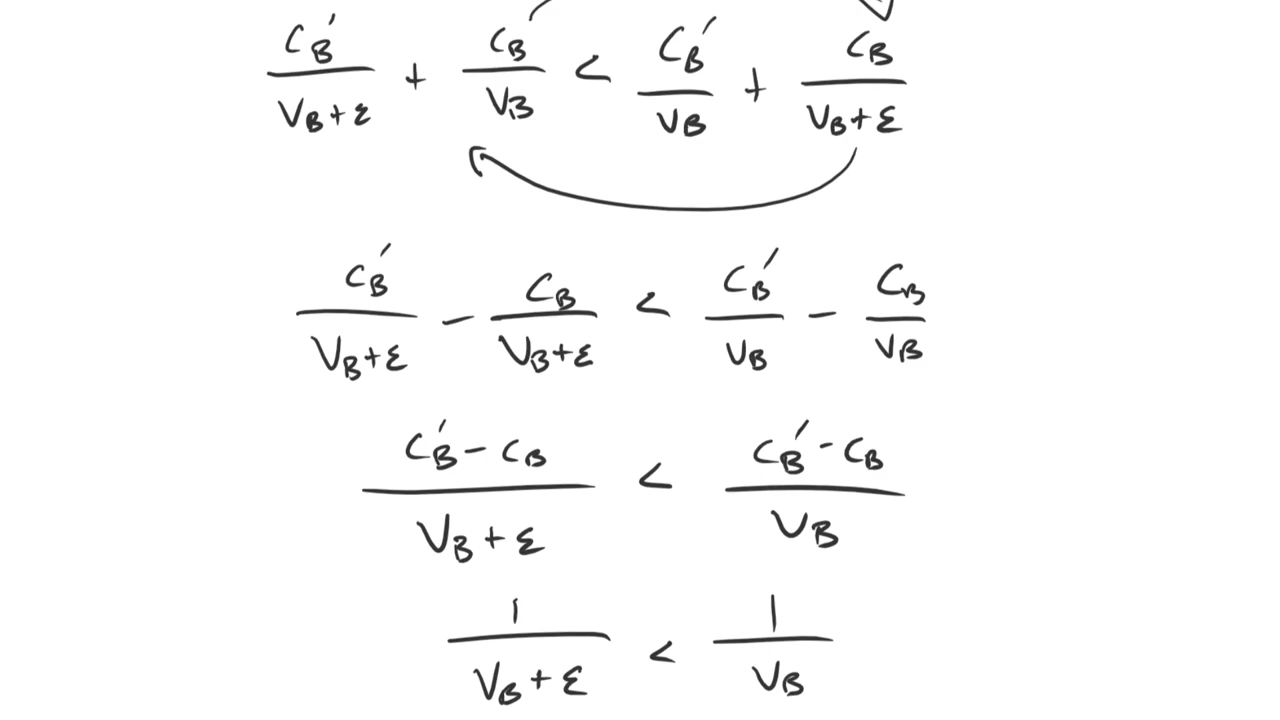 C_B′/(V_B+ε) + C_B/V_B < C_B′/V_B + C_B/(V_B+ε)
C_B′/(V_B+ε) − C_B/(V_B+ε) < C_B′/V_B − C_B/V_B
(C_B′−C_B)/(V_B+ε) < (C_B′−C_B)/V_B
1/(V_B+ε) < 1/V_B